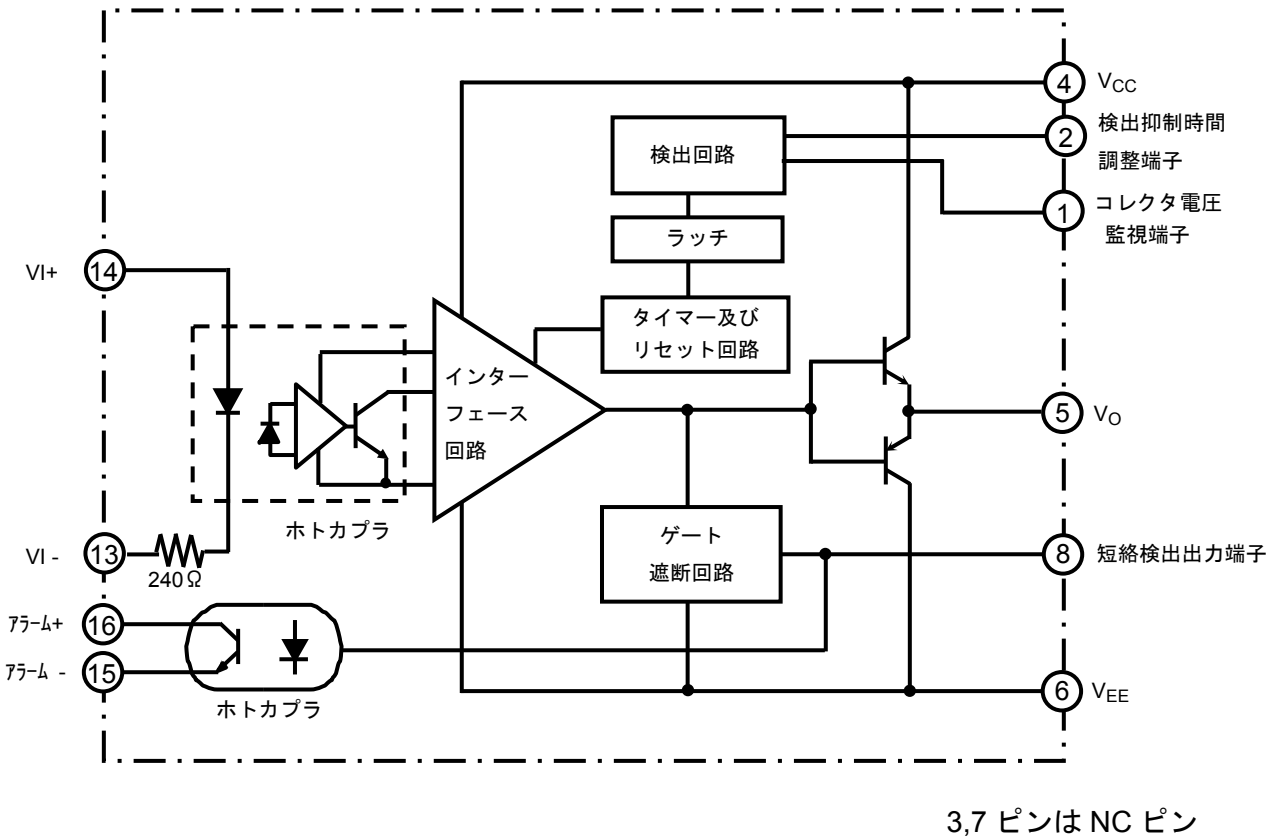 4 VCC
2 検出抑制時間
調整端子
検出回路
1 コレクタ電圧
監視端子
ラッチ
VI+ 14
タイマー及び
リセット回路
インター
フェース
回路
5 VO
ホトカプラ
ゲート
遮断回路
VI - 13
240Ω
8 短絡検出出力端子
ｱﾗｰﾑ+ 16
ｱﾗｰﾑ - 15
ホトカプラ
6 VEE
3,7 ピンは NC ピン